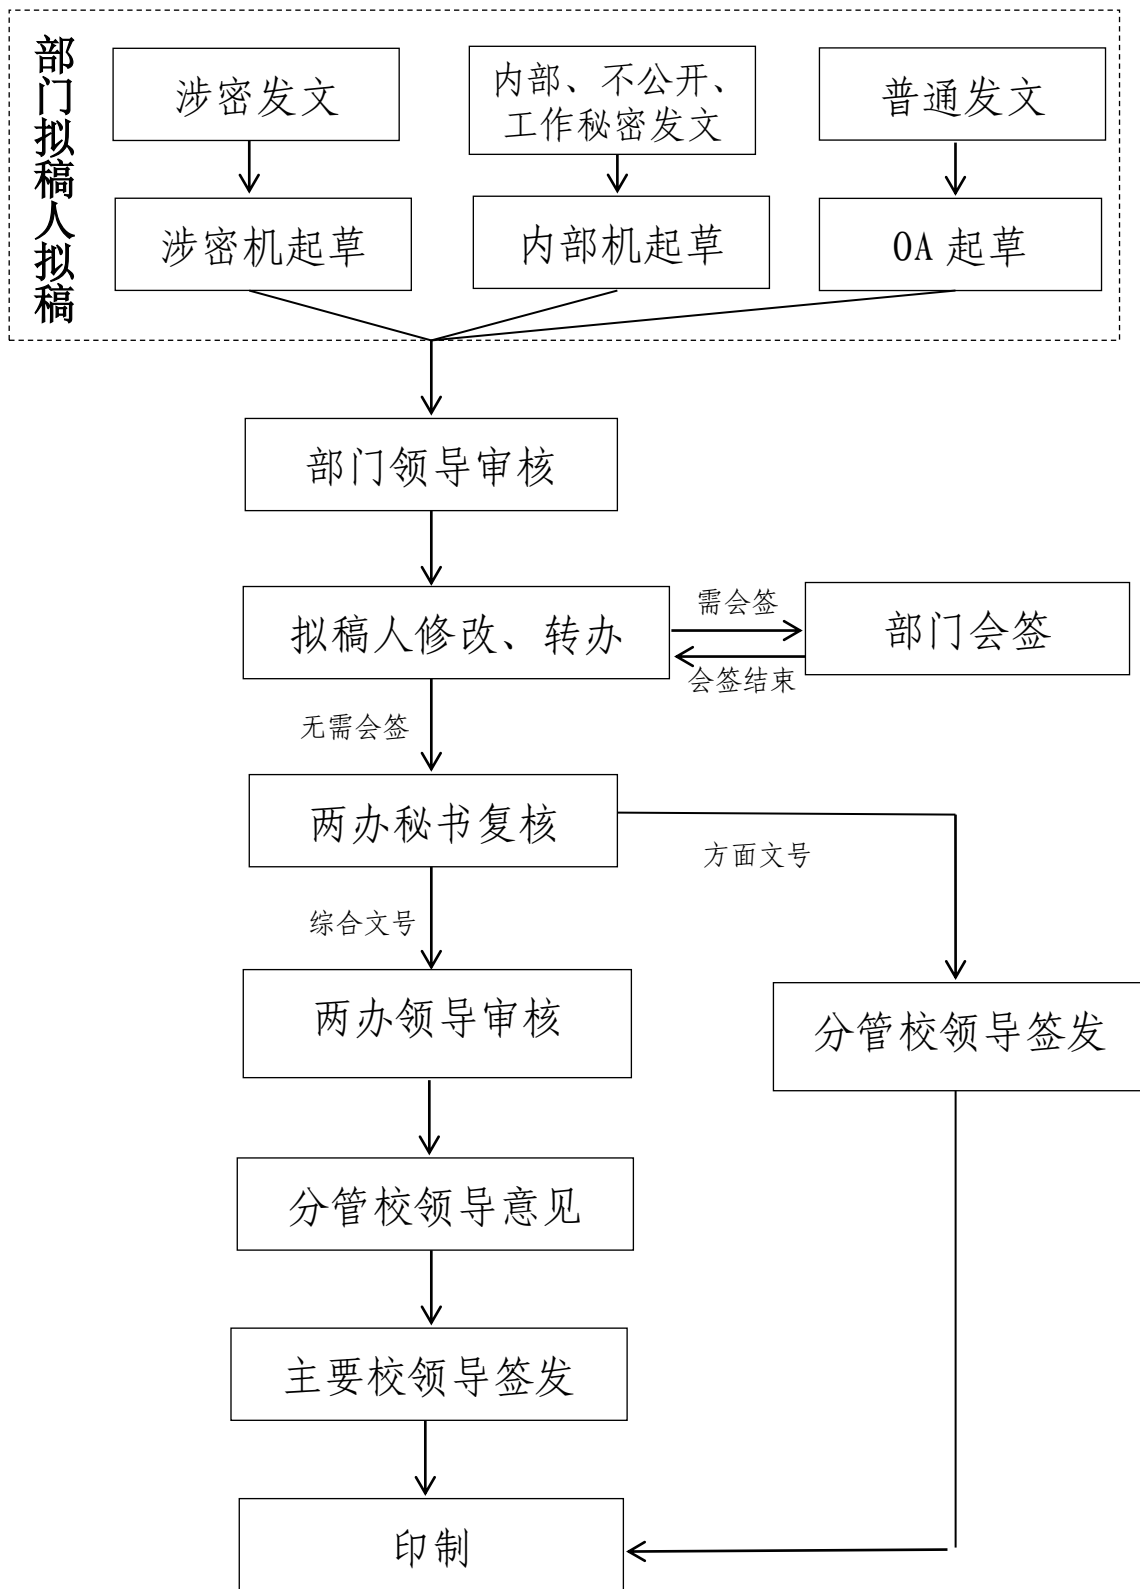 部门拟稿人拟稿
涉密发文
内部、不公开、
工作秘密发文
普通发文
涉密机起草
内部机起草
OA 起草
部门领导审核
拟稿人修改、转办
需会签
部门会签
会签结束
无需会签
两办秘书复核
方面文号
综合文号
两办领导审核
分管校领导签发
分管校领导意见
主要校领导签发
印制